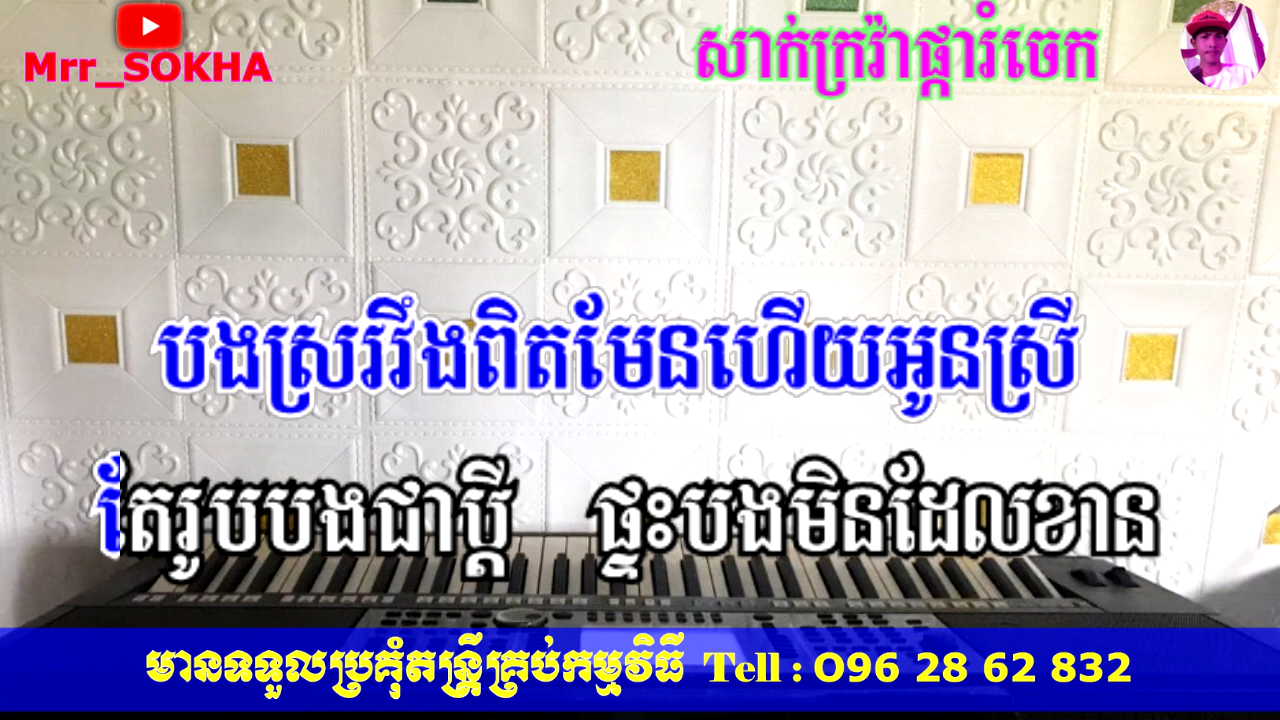 Mrr_SOKHA
សាក់ក្រវ៉ាផ្ការំចេក
បងស្រវវឹងពិតមែនហើយអូនស្រី
តែរូបបងជាប្ដី ផ្ទះបងមិនដែលខាន
មានទទួលប្រគុំតន្ត្រីគ្រប់កម្មវិធី Tell : 096 28 62 832